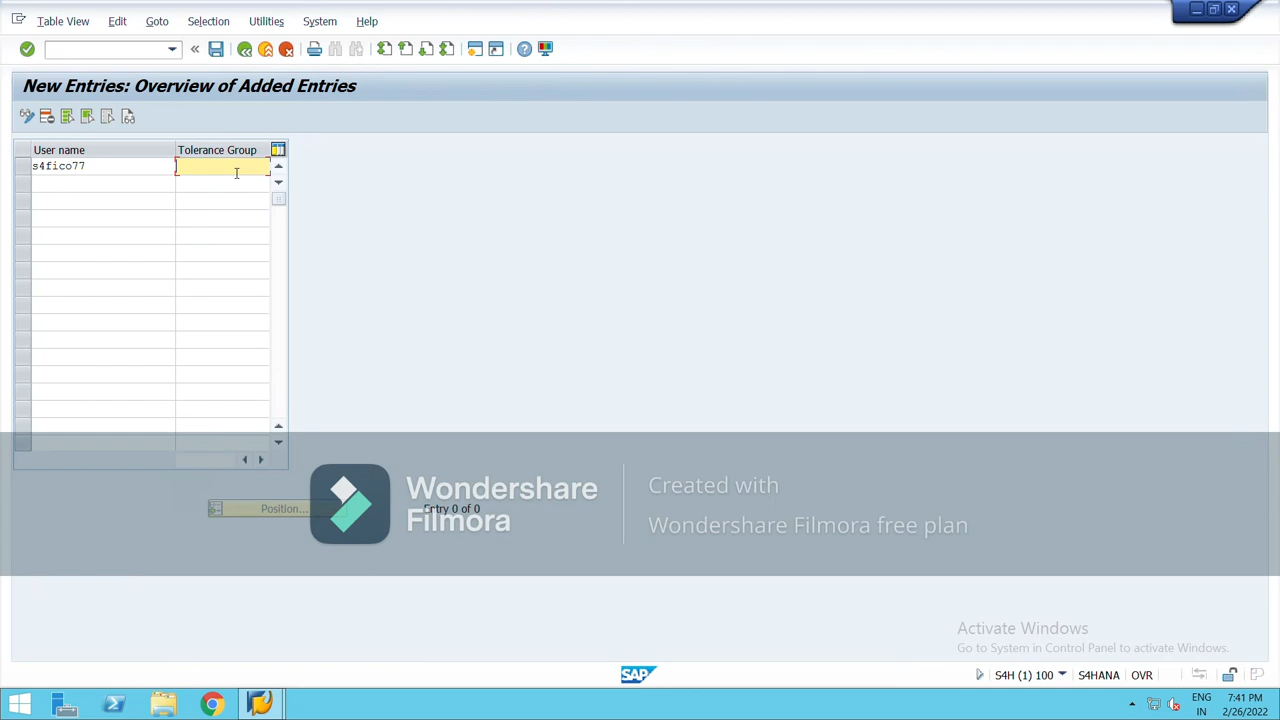 Table View Edit Goto Selection Utilities System Help
New Entries: Overview of Added Entries
User name Tolerance Group
s4fico77
Position... Entry 0 of 0
Wondershare
Filmora
Created with
Wondershare Filmora free plan
Activate Windows
Go to System in Control Panel to activate Windows.
SAP
S4H (1) 100 S4HANA OVR
ENG
IN
7:41 PM
2/26/2022